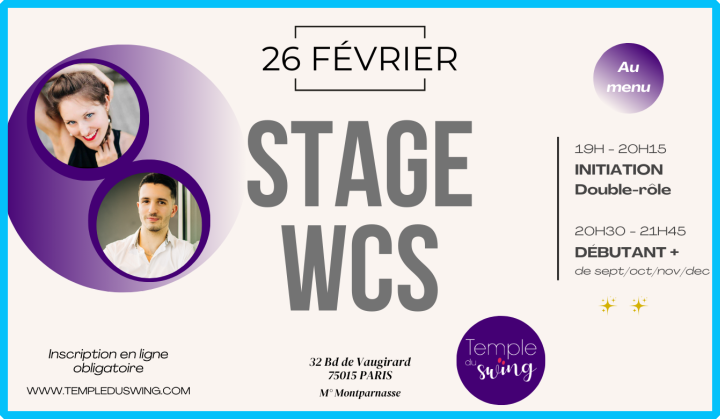 26 FÉVRIER
STAGE
WCS
Au
menu
19H - 20H15
INITIATION
Double-rôle
20H30 - 21H45
DÉBUTANT +
de sept/oct/nov/dec
Inscription en ligne
obligatoire
WWW.TEMPLEDUSWING.COM
32 Bd de Vaugirard
75015 PARIS
M° Montparnasse
Temple
du
swing